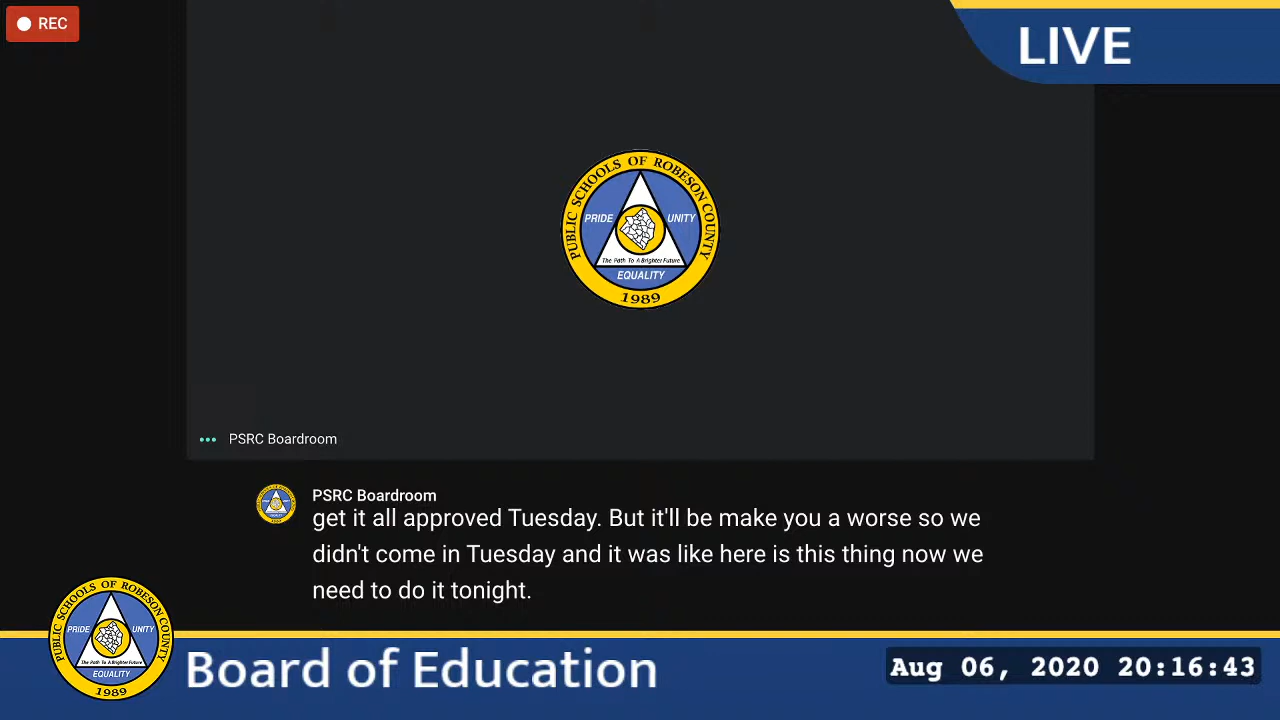 REC
LIVE
PUBLIC SCHOOLS OF ROBESON COUNTY
PRIDE
UNITY
The Path To A Brighter Future
EQUALITY
1989
PSRC Boardroom
PSRC Boardroom
get it all approved Tuesday. But it'll be make you a worse so we
didn't come in Tuesday and it was like here is this thing now we
need to do it tonight.
PUBLIC SCHOOLS OF ROBESON COUNTY
PRIDE
UNITY
The Path To A Brighter Future
EQUALITY
1989
Board of Education
Aug 06, 2020 20:16:43